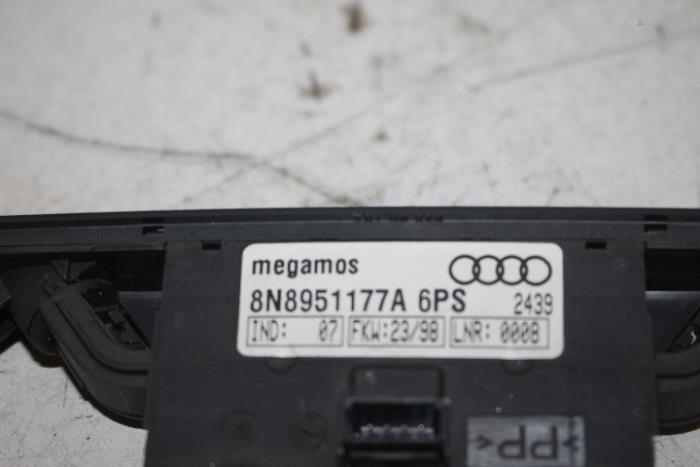 megamos
8N8951177A 6PS 2439
IND: 07 FKW:23/98 LNR:0008
>PP<